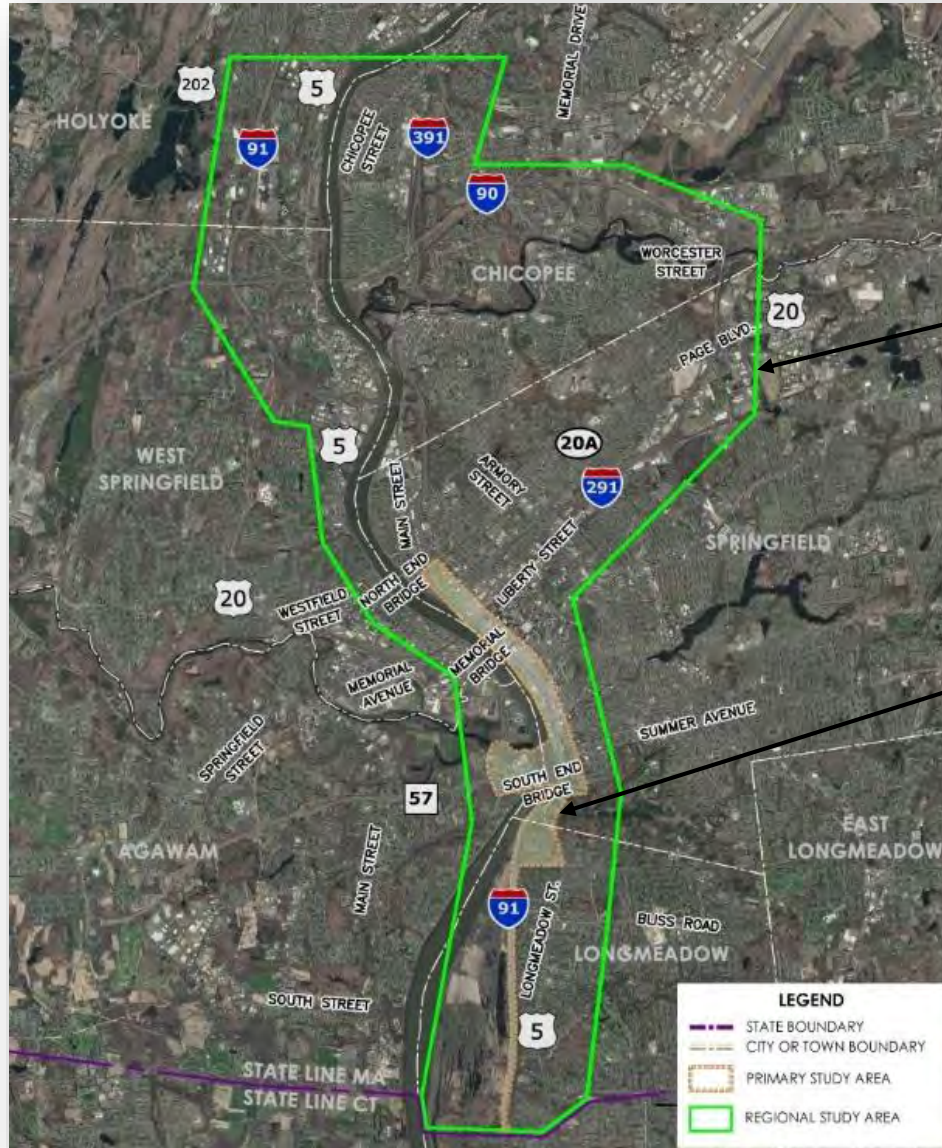 MEMORIAL DRIVE
202
5
HOLYOKE
91
CHICOPEE
STREET
391
90
WORCESTER
STREET
CHICOPEE
20
PAGE BLVD.
5
WEST
SPRINGFIELD
MAIN STREET
ARMORY
STREET
20A
291
SPRINGFIELD
LIBERTY STREET
NORTH END
BRIDGE
20
WESTFIELD
STREET
MEMORIAL
BRIDGE
MEMORIAL
AVENUE
SUMMER AVENUE
SPRINGFIELD
STREET
SOUTH END
BRIDGE
57
EAST
LONGMEADOW
AGAWAM
MAIN STREET
91
LONGMEADOW ST.
BLISS ROAD
LONGMEADOW
SOUTH STREET
5
STATE LINE MA
STATE LINE CT
LEGEND
STATE BOUNDARY
CITY OR TOWN BOUNDARY
PRIMARY STUDY AREA
REGIONAL STUDY AREA